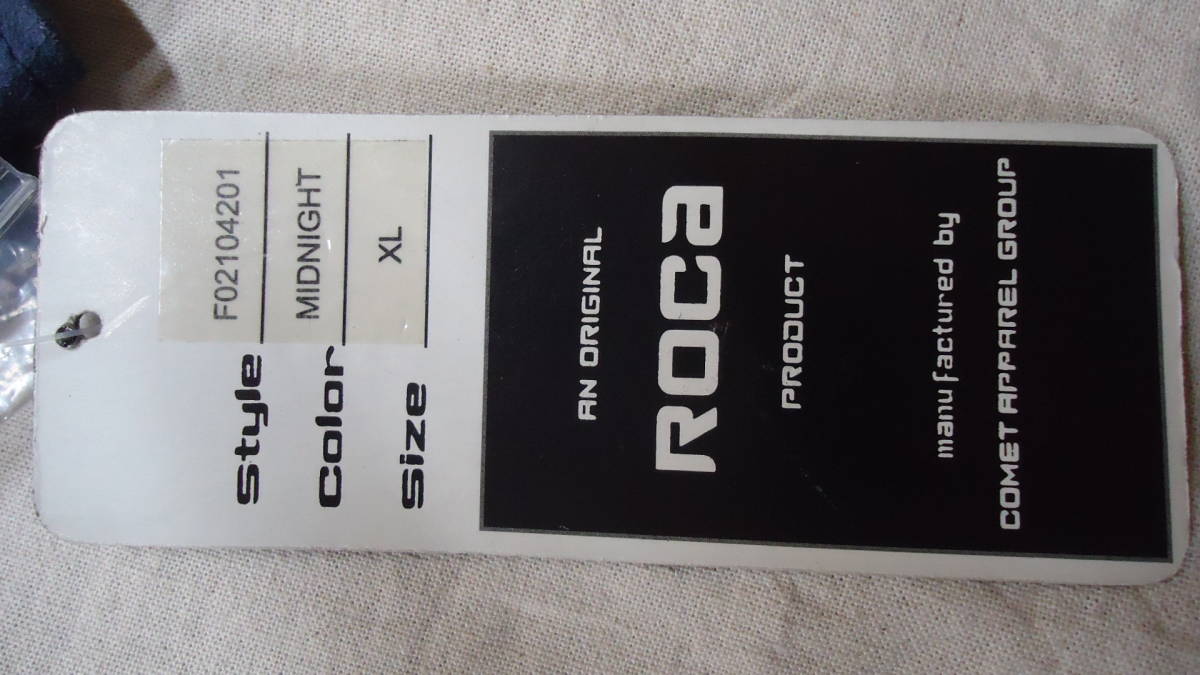 Style F02104201
Color MIDNIGHT
Size XL
AN ORIGINAL
ROCA
PRODUCT
manufactured by
COMET APPAREL GROUP